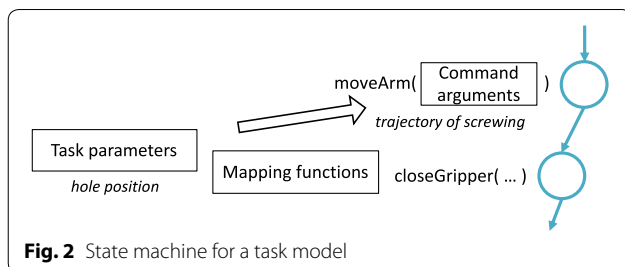 moveArm( Command arguments )
trajectory of screwing
Task parameters
hole position
Mapping functions
closeGripper( ... )
Fig. 2 State machine for a task model